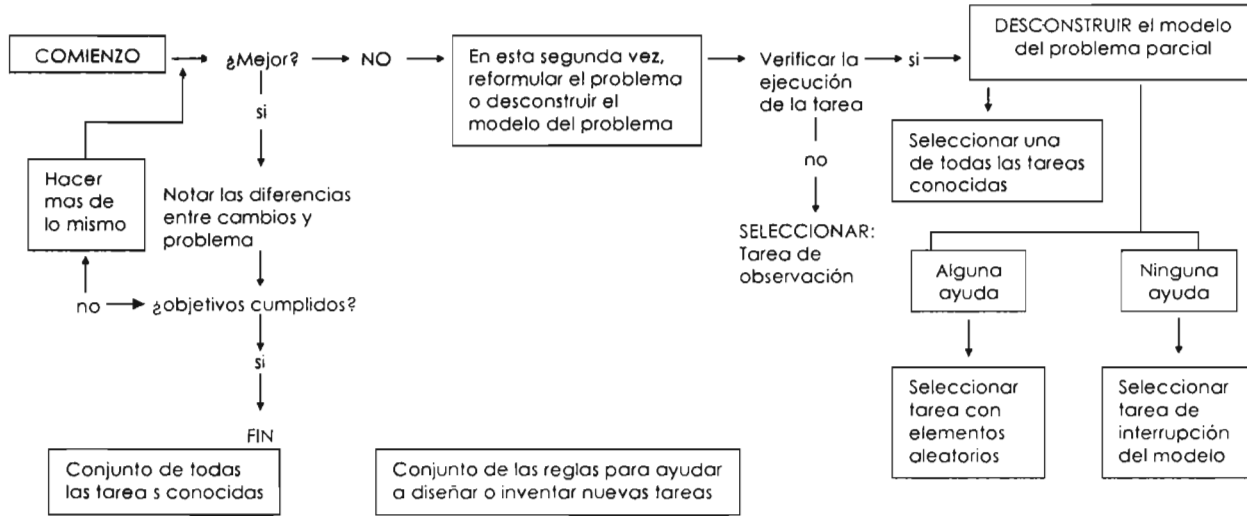 COMIENZO
¿Mejor?
NO
En esta segunda vez,
reformular el problema
o desconstruir el
modelo del problema
Verificar la
ejecución
de la tarea
si
DESCONSTRUIR el modelo
del problema parcial
si
no
Seleccionar una
de todas las tareas
conocidas
Hacer
mas de
lo mismo
Notar las diferencias
entre cambios y
problema
SELECCIONAR:
Tarea de
observación
Alguna
ayuda
Ninguna
ayuda
no
¿objetivos cumplidos?
si
Seleccionar
tarea con
elementos
aleatorios
Seleccionar
tarea de
interrupción
del modelo
FIN
Conjunto de todas
las tarea s conocidas
Conjunto de las reglas para ayudar
a diseñar o inventar nuevas tareas